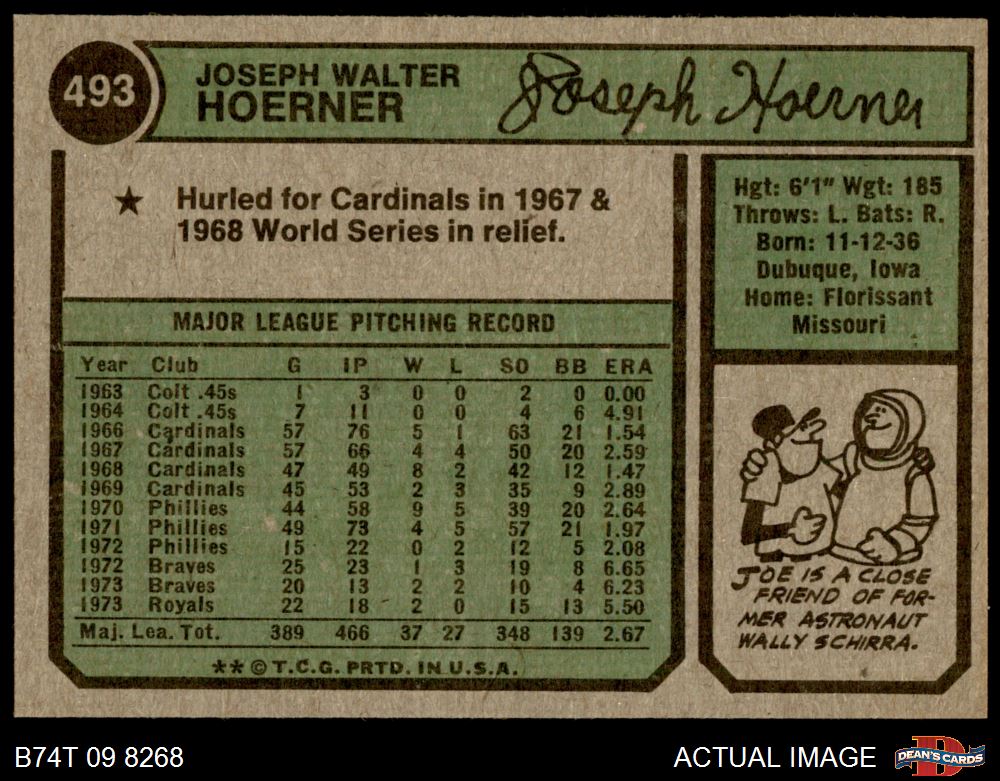 493
JOSEPH WALTER
HOERNER
Joseph Hoerner
★ Hurled for Cardinals in 1967 &
1968 World Series in relief.
Hgt: 6'1" Wgt: 185
Throws: L. Bats: R.
Born: 11-12-36
Dubuque, Iowa
Home: Florissant
Missouri
MAJOR LEAGUE PITCHING RECORD
Year Club G IP W L SO BB ERA
1963 Colt .45s 1 3 0 0 2 0 0.00
1964 Colt .45s 7 11 0 0 4 6 4.91
1966 Cardinals 57 76 5 1 63 21 1.54
1967 Cardinals 57 66 4 4 50 20 2.59
1968 Cardinals 47 49 8 2 42 12 1.47
1969 Cardinals 45 53 2 3 35 9 2.89
1970 Phillies 44 58 9 5 39 20 2.64
1971 Phillies 49 73 4 5 57 21 1.97
1972 Phillies 15 22 0 2 12 5 2.08
1972 Braves 25 23 1 3 19 8 6.65
1973 Braves 20 13 2 2 10 4 6.23
1973 Royals 22 18 2 0 15 13 5.50
Maj. Lea. Tot. 389 466 37 27 348 139 2.67
** © T.C.G. PRTD. IN U.S.A.
JOE IS A CLOSE
FRIEND OF FOR-
MER ASTRONAUT
WALLY SCHIRRA.
B74T 09 8268
ACTUAL IMAGE
D
DEAN'S CARDS